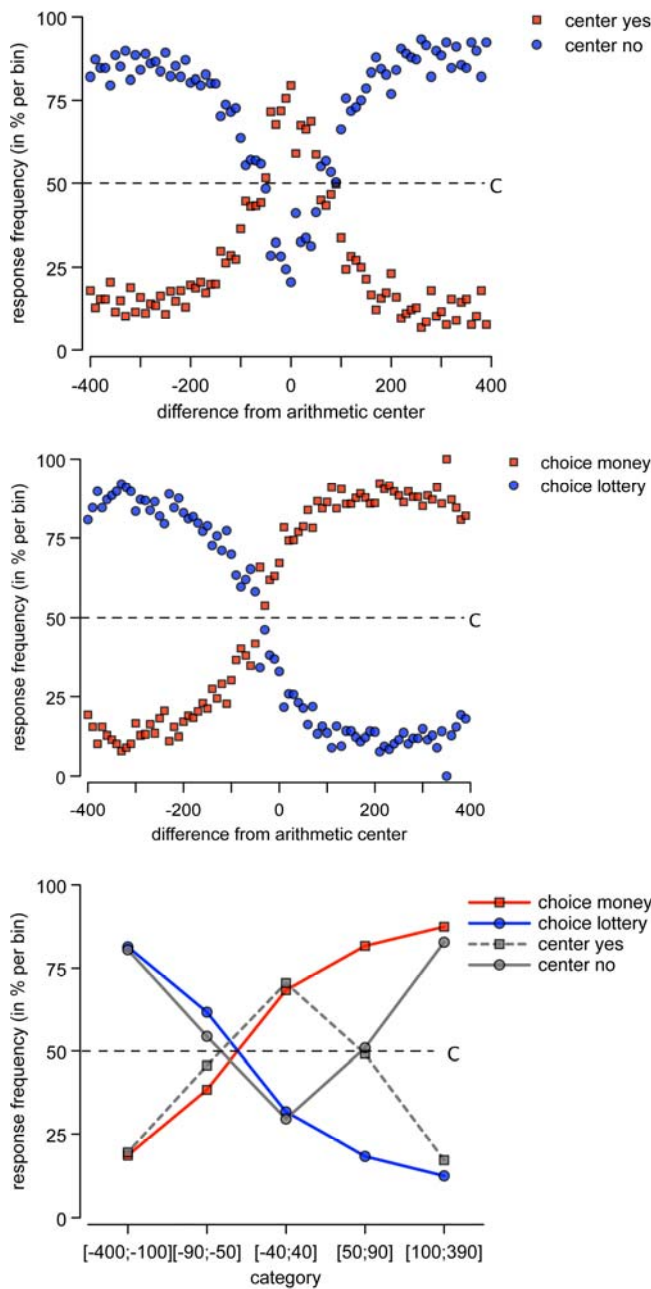 100
75
50
25
0
response frequency (in % per bin)
center yes
center no
C
-400 -200 0 200 400
difference from arithmetic center
100
75
50
25
0
response frequency (in % per bin)
choice money
choice lottery
C
-400 -200 0 200 400
difference from arithmetic center
100
75
50
25
0
response frequency (in % per bin)
choice money
choice lottery
center yes
center no
C
[-400;-100] [-90;-50] [-40;40] [50;90] [100;390]
category